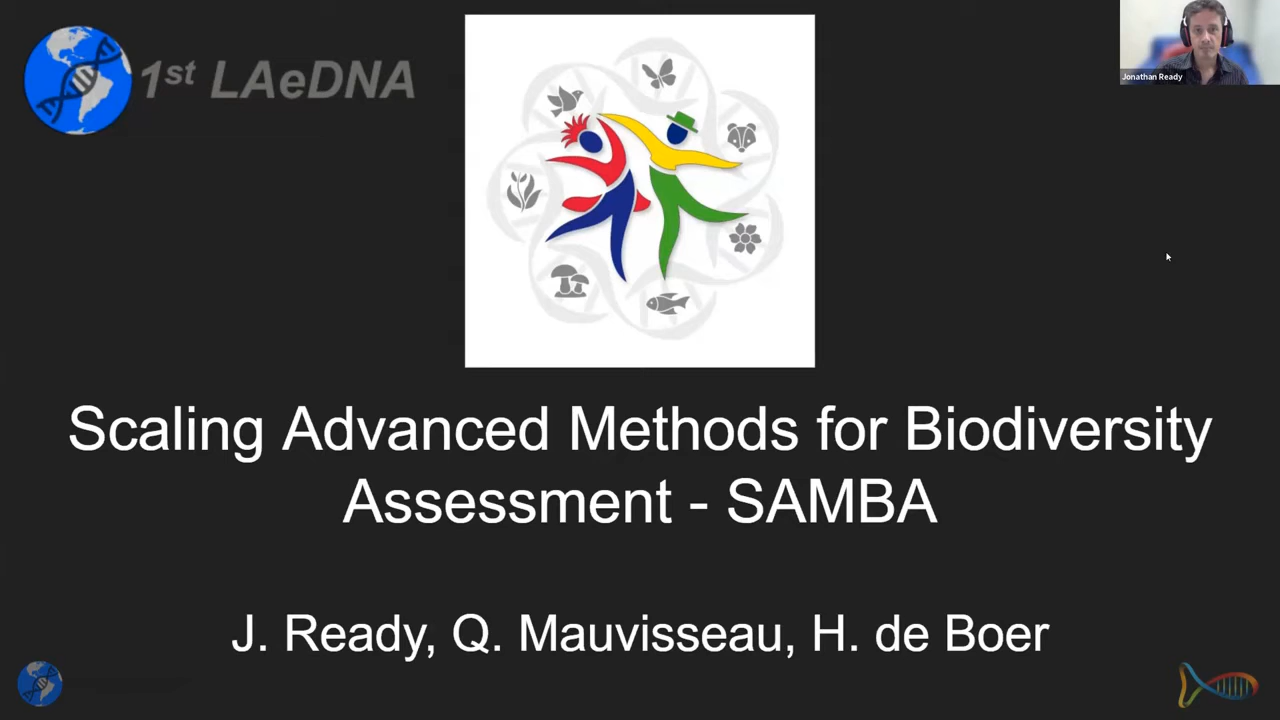 1st LAeDNA
Jonathan Ready
Scaling Advanced Methods for Biodiversity
Assessment - SAMBA
J. Ready, Q. Mauvisseau, H. de Boer